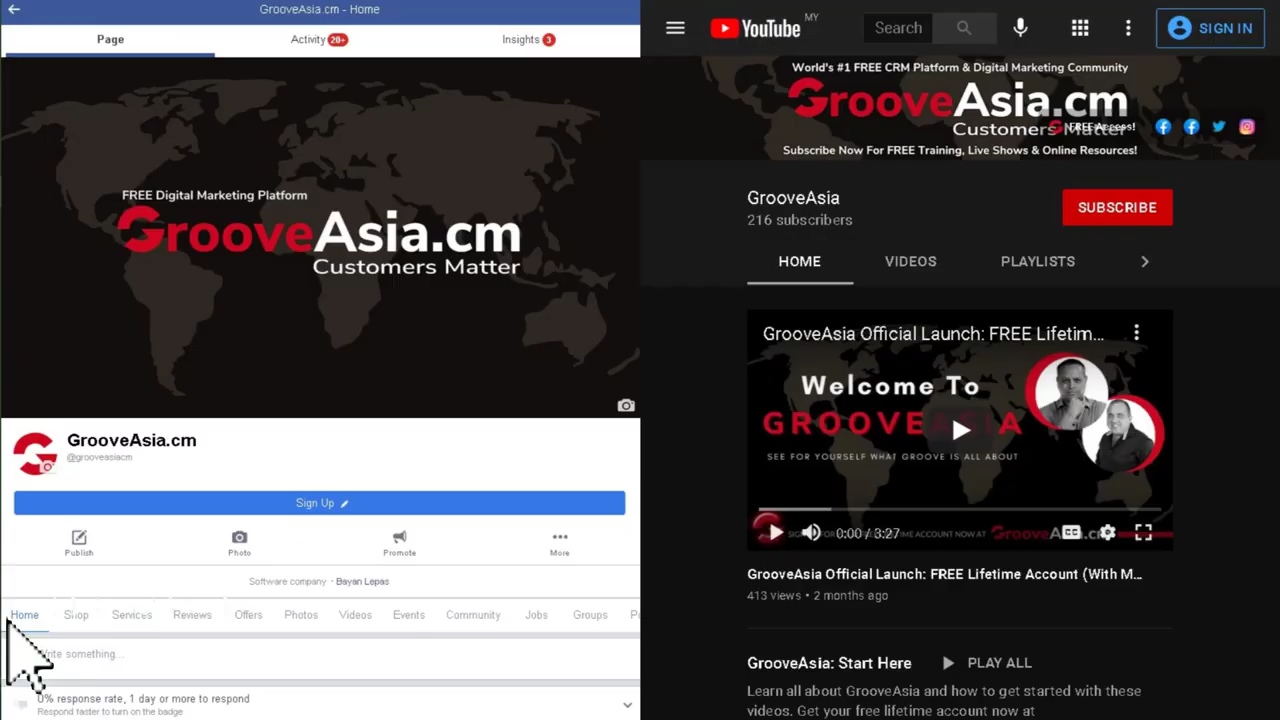 GrooveAsia.cm - Home
Page
Activity 20+
Insights 3
FREE Digital Marketing Platform
GrooveAsia.cm
Customers Matter
GrooveAsia.cm
@grooveasiacm
Sign Up
Publish
Photo
Promote
More
Software company · Bayan Lepas
Home
Shop
Services
Reviews
Offers
Photos
Videos
Events
Community
Jobs
Groups
Write something...
0% response rate, 1 day or more to respond
Respond faster to turn on the badge
YouTube MY
Search
SIGN IN
World's #1 FREE CRM Platform & Digital Marketing Community
GrooveAsia.cm
Customers Matter
FREE Access!
Subscribe Now For FREE Training, Live Shows & Online Resources!
GrooveAsia
216 subscribers
SUBSCRIBE
HOME
VIDEOS
PLAYLISTS
GrooveAsia Official Launch: FREE Lifetim...
Welcome To
GROOVEASIA
SEE FOR YOURSELF WHAT GROOVE IS ALL ABOUT
0:00 / 3:27
GrooveAsia Official Launch: FREE Lifetime Account (With M...
413 views • 2 months ago
GrooveAsia: Start Here
PLAY ALL
Learn all about GrooveAsia and how to get started with these
videos. Get your free lifetime account now at